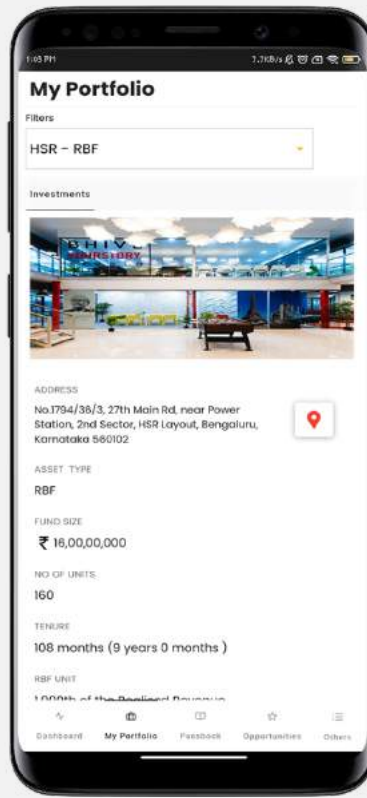 1:03 PM
My Portfolio
Filters
HSR - RBF
Investments
BHIVE
ADDRESS
No.1794/38/3, 27th Main Rd, near Power
Station, 2nd Sector, HSR Layout, Bengaluru,
Karnataka 560102
ASSET TYPE
RBF
FUND SIZE
₹ 16,00,00,000
NO OF UNITS
160
TENURE
108 months (9 years 0 months )
RBF UNIT
Dashboard My Portfolio Passbook Opportunities Others